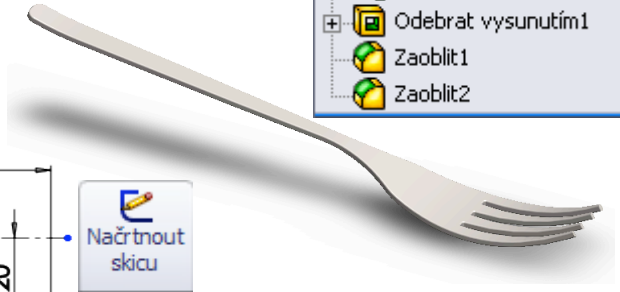 Odebrat vysunutím1
Zaoblit1
Zaoblit2
Načrtnout
skicu
20